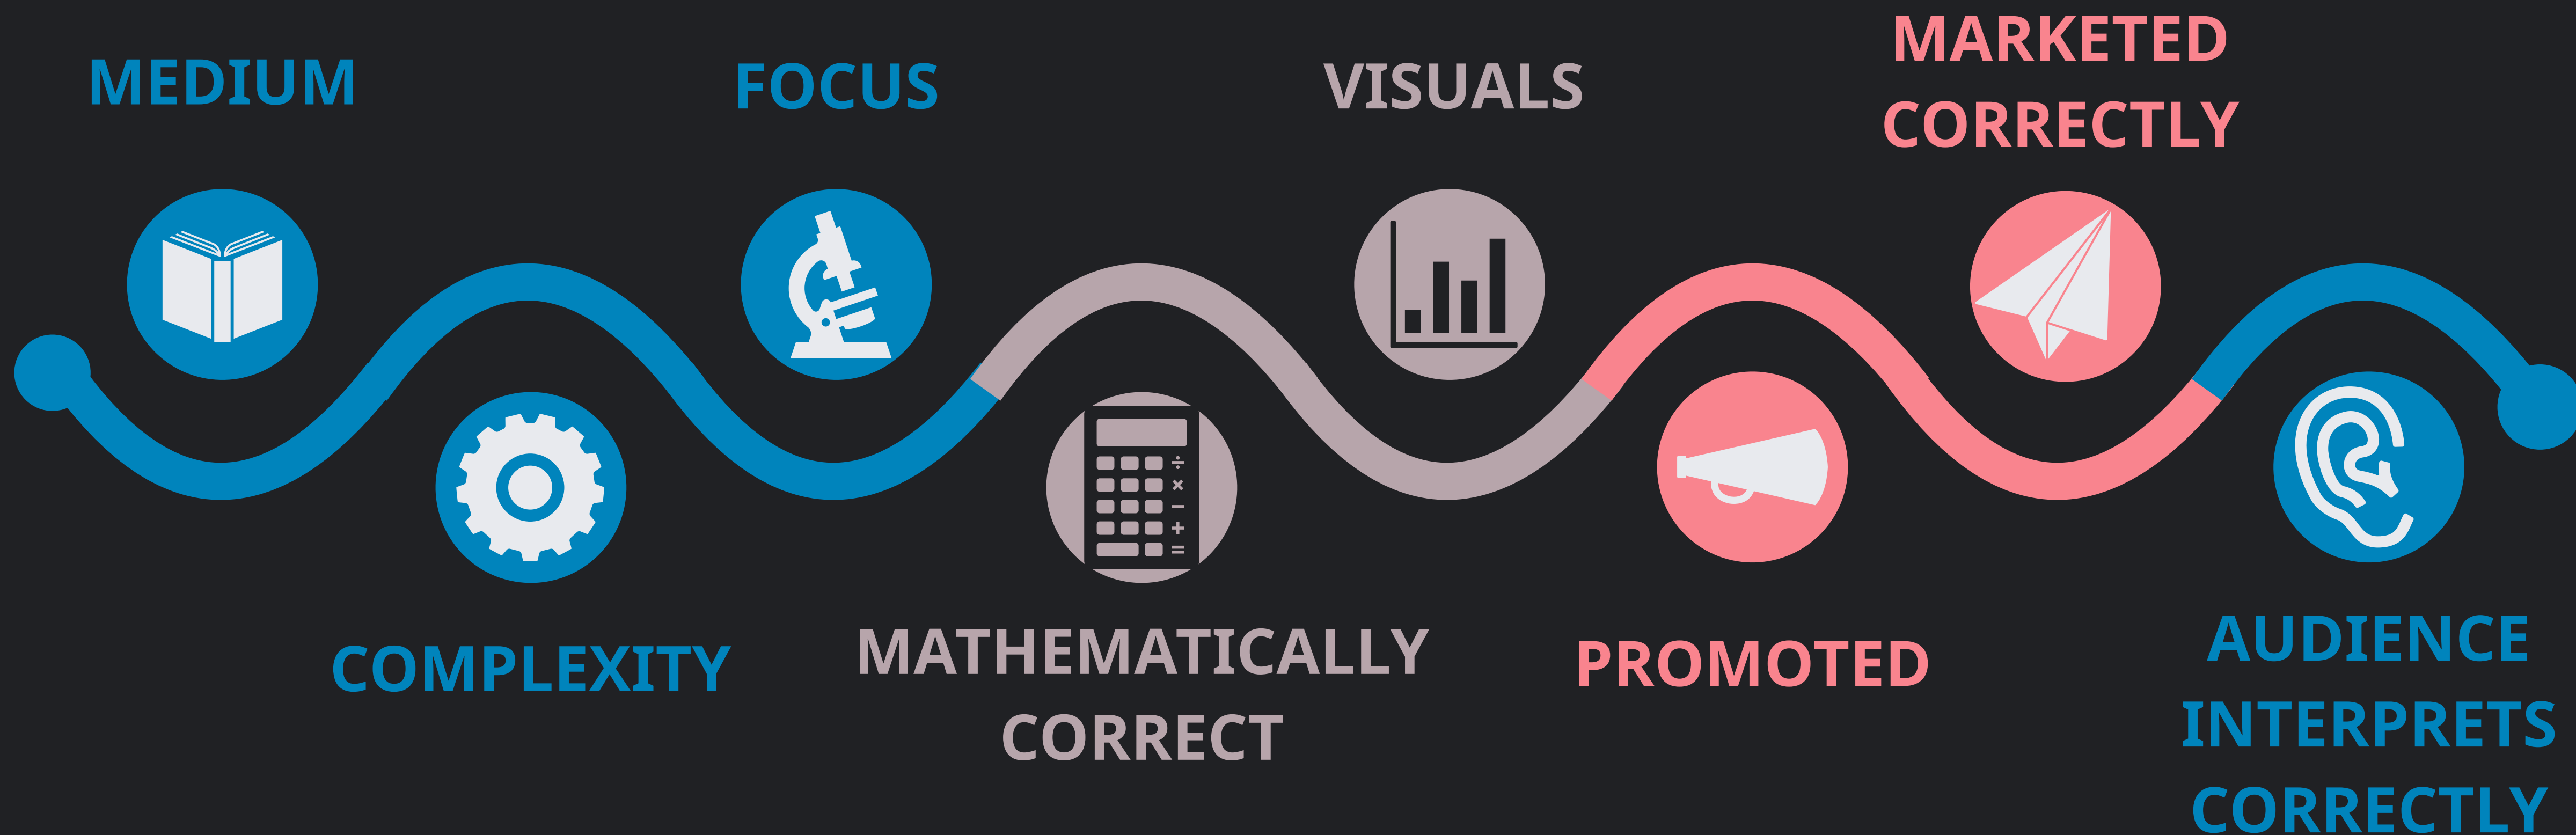 MEDIUM
COMPLEXITY
FOCUS
MATHEMATICALLY
CORRECT
VISUALS
PROMOTED
MARKETED
CORRECTLY
AUDIENCE
INTERPRETS
CORRECTLY
÷
×
−
+
=